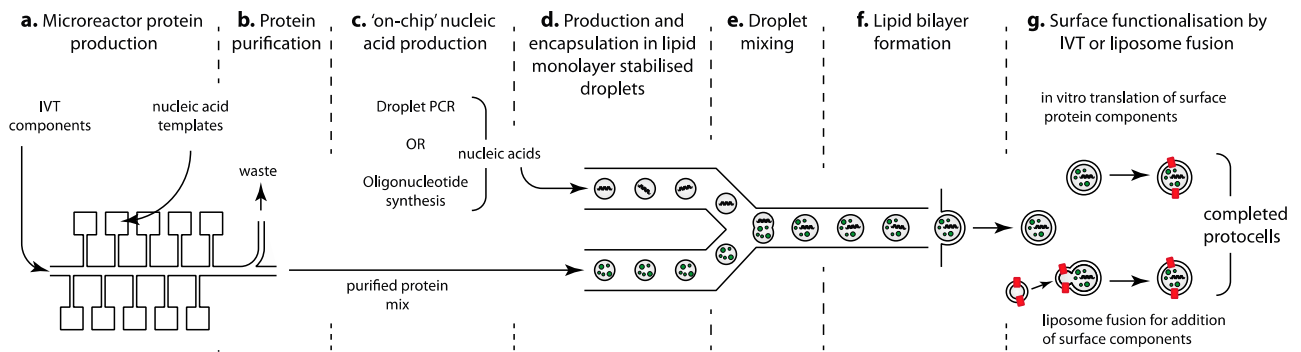 a. Microreactor protein
production
b. Protein
purification
c. ‘on-chip’ nucleic
acid production
d. Production and
encapsulation in lipid
monolayer stabilised
droplets
e. Droplet
mixing
f. Lipid bilayer
formation
g. Surface functionalisation by
IVT or liposome fusion
IVT
components
nucleic acid
templates
waste
Droplet PCR
OR
Oligonucleotide
synthesis
nucleic acids
purified protein
mix
in vitro translation of surface
protein components
completed
protocells
liposome fusion for addition
of surface components